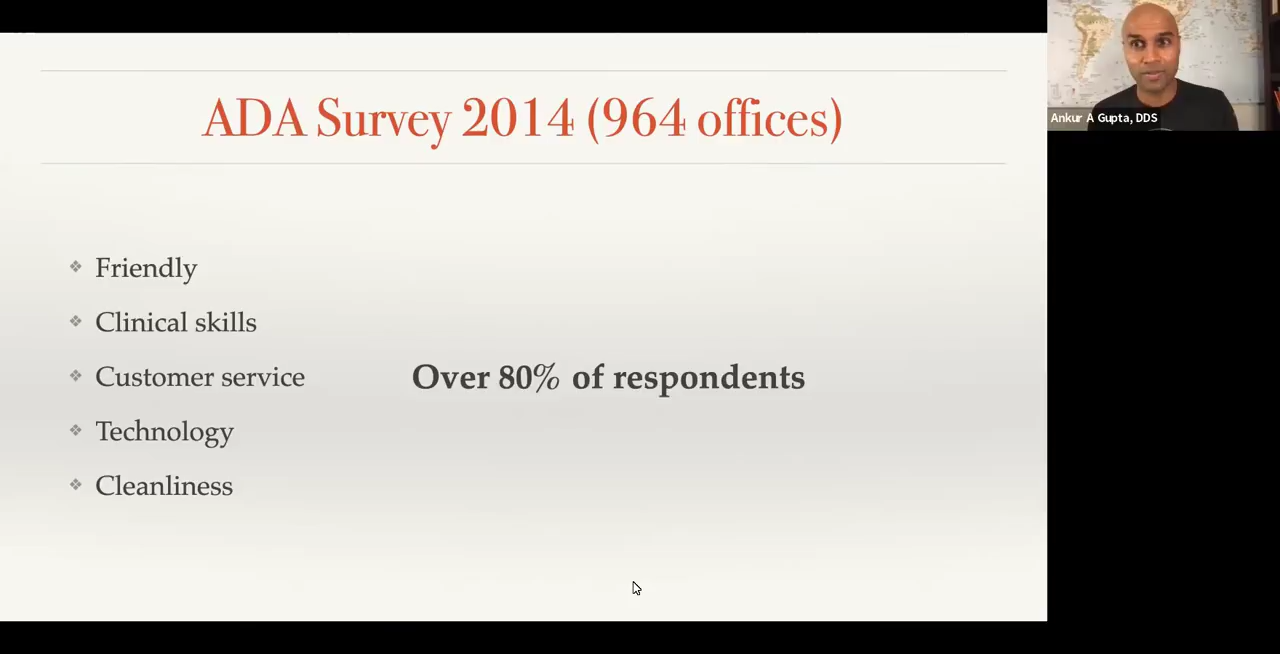 ADA Survey 2014 (964 offices)
Friendly
Clinical skills
Customer service
Over 80% of respondents
Technology
Cleanliness
Ankur A Gupta, DDS